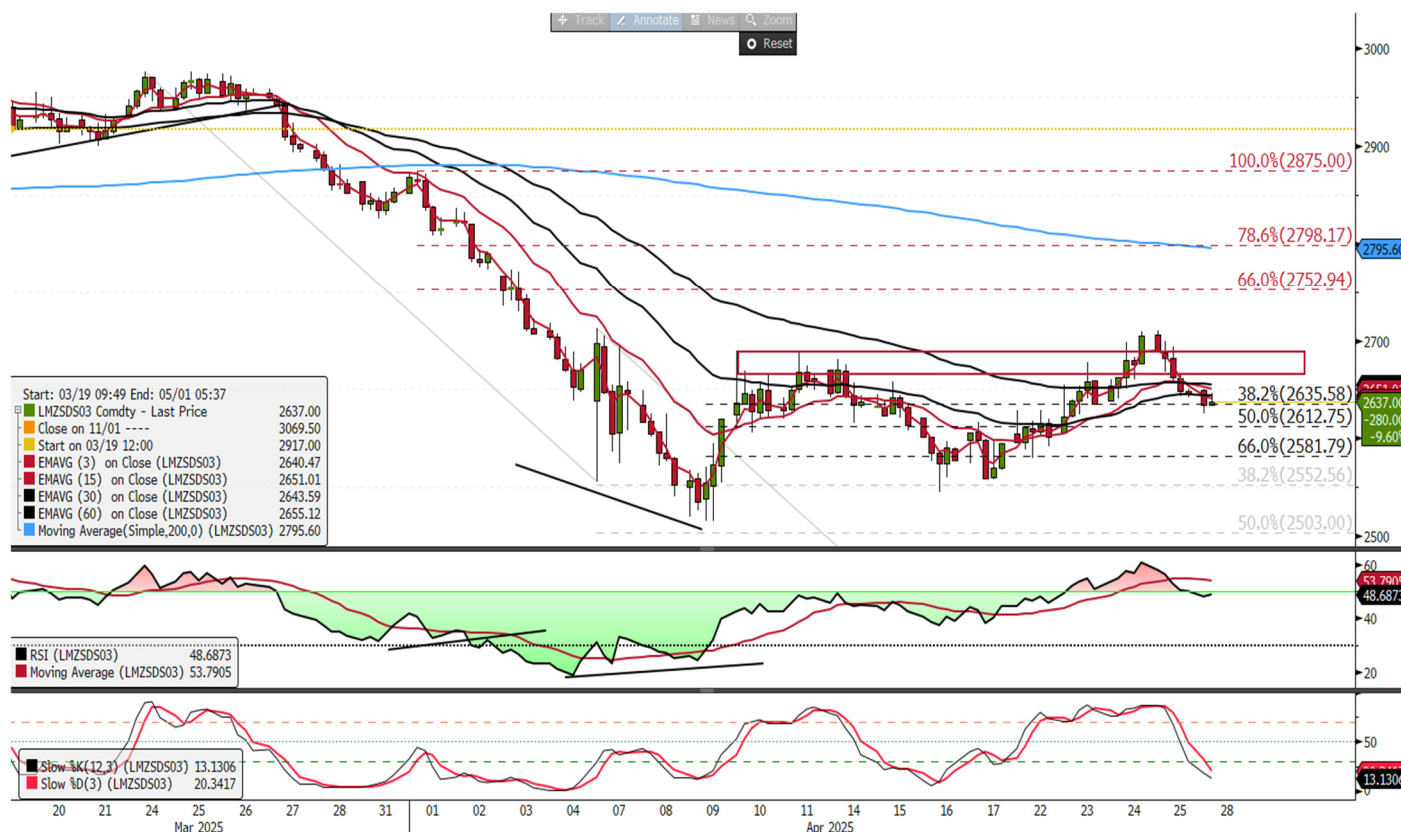 Track Annotate News Zoom
Reset
3000
2900
100.0%(2875.00)
78.6%(2798.17)
2795.60
66.0%(2752.94)
2700
38.2%(2635.58)
2637.00
-280.00
-9.60%
50.0%(2612.75)
66.0%(2581.79)
38.2%(2552.56)
50.0%(2503.00)
2500
Start: 03/19 09:49 End: 05/01 05:37
LMZSDS03 Comdty - Last Price 2637.00
Close on 11/01 ---- 3069.50
Start on 03/19 12:00 2917.00
EMAVG (3) on Close (LMZSDS03) 2640.47
EMAVG (15) on Close (LMZSDS03) 2651.01
EMAVG (30) on Close (LMZSDS03) 2643.59
EMAVG (60) on Close (LMZSDS03) 2655.12
Moving Average(Simple,200,0) (LMZSDS03) 2795.60
60
53.7905
48.6873
40
20
RSI (LMZSDS03) 48.6873
Moving Average (LMZSDS03) 53.7905
50
13.1306
0
Slow %K(12,3) (LMZSDS03) 13.1306
Slow %D(3) (LMZSDS03) 20.3417
20 21 24 25 26 27 28 31 01 02 03 04 07 08 09 10 11 14 15 16 17 22 23 24 25 28
Mar 2025 Apr 2025